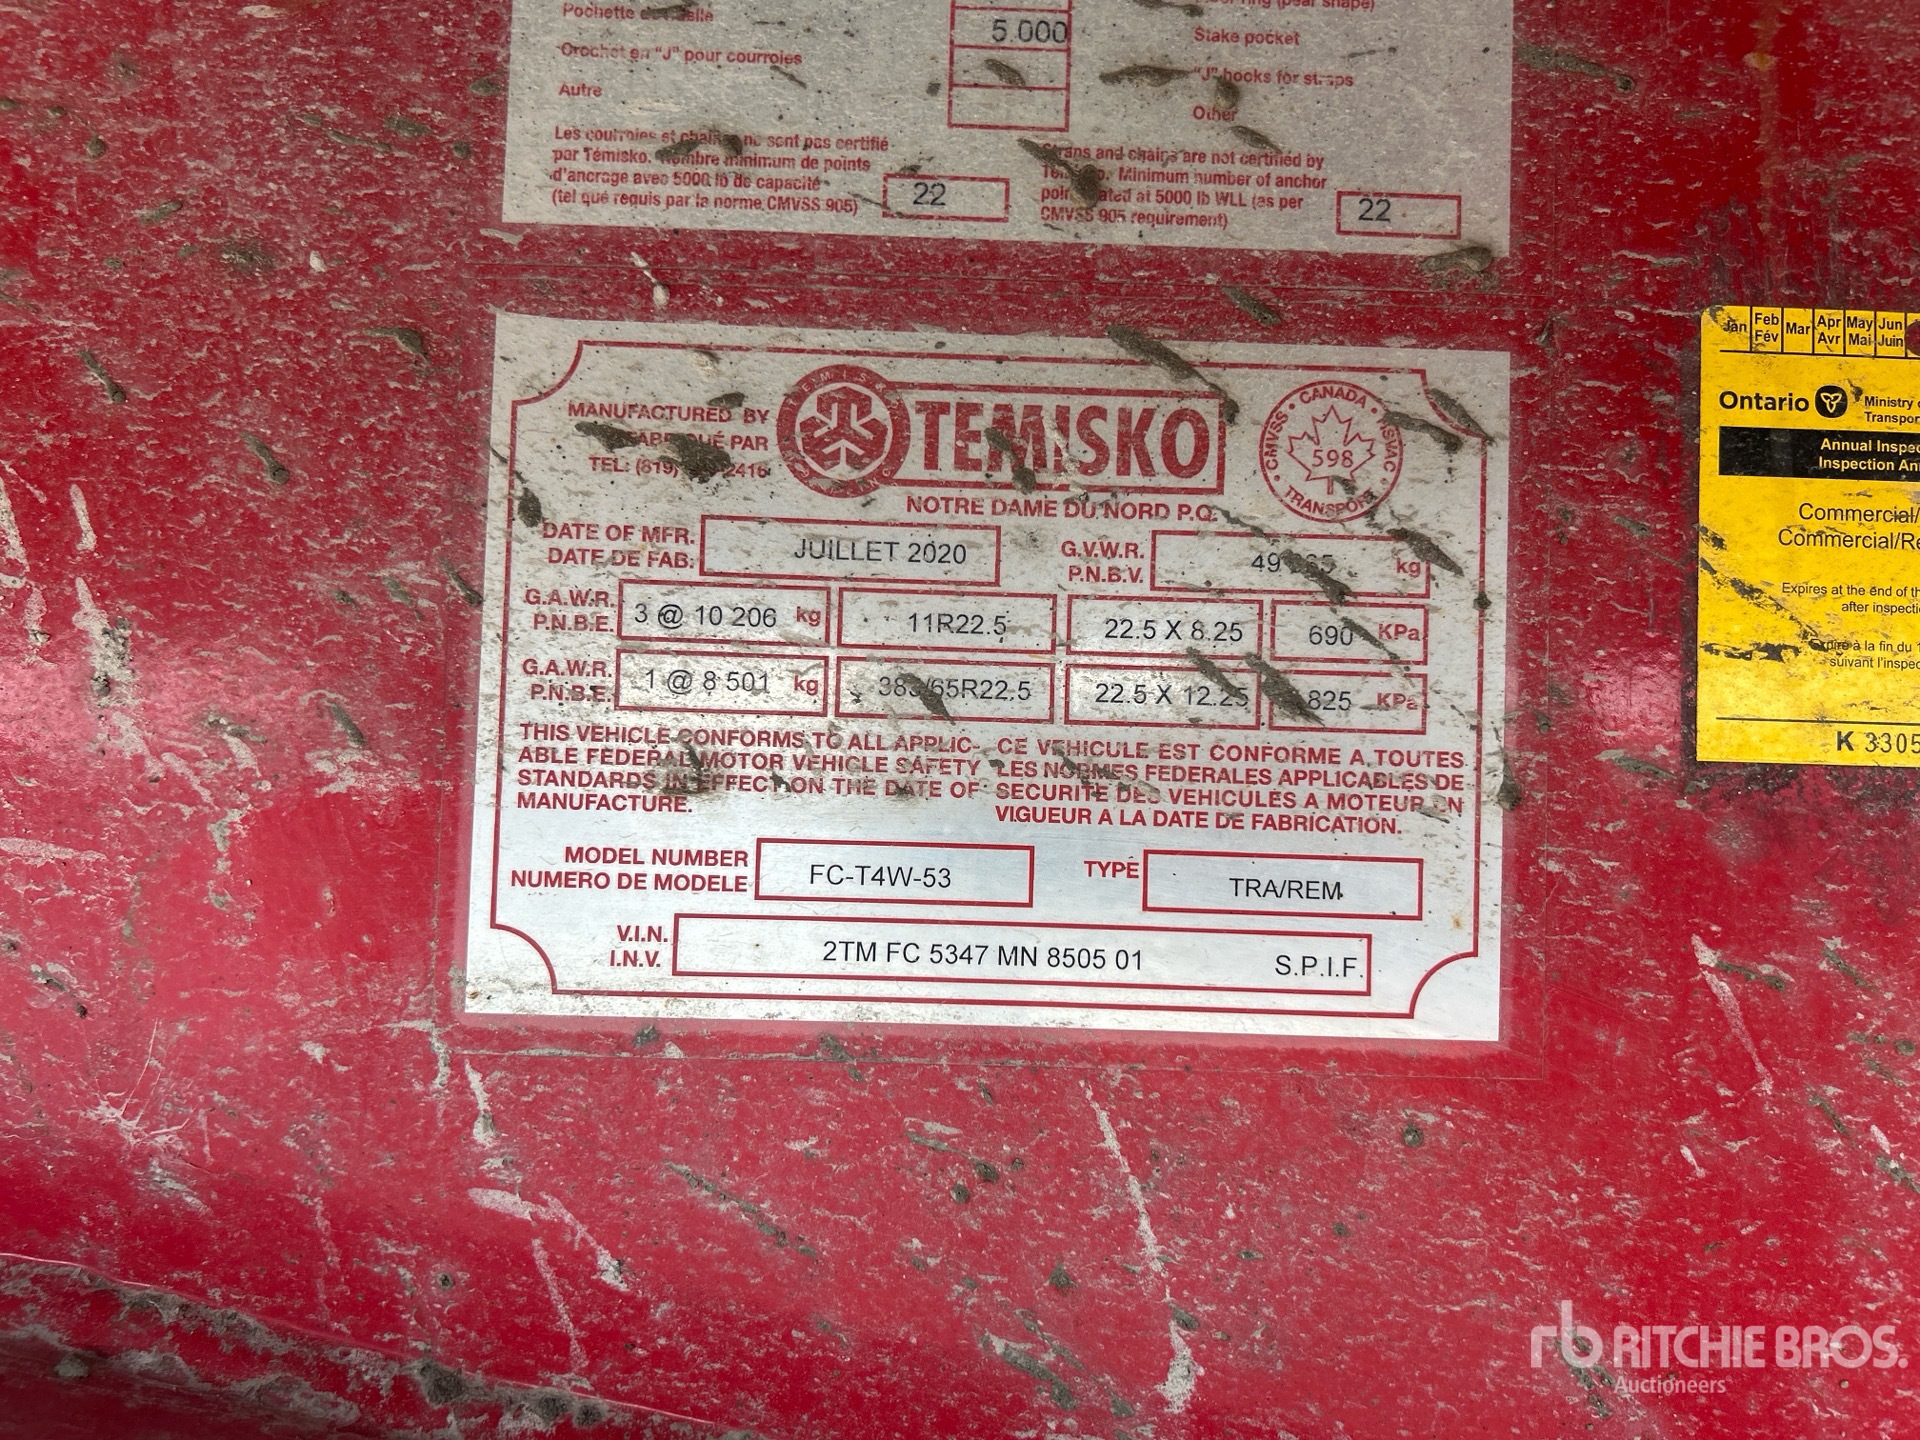 5.000
Stake pocket
Crochet en "J" pour courroies
"J" hooks for straps
Autre
Other
Les courroies et chaines ne sont pas certifié
par Témisko. Nombre minimum de points
d'ancrage avec 5000 lb de capacité
(tel que requis par la norme CMVSS 905)
22
Straps and chains are not certified by
Minimum number of anchor
rated at 5000 lb WLL (as per
CMVSS 905 requirement)
22
MANUFACTURED BY
FABRIQUÉ PAR
TEL: (819) 2416
TEMISKO
NOTRE DAME DU NORD P.Q.
CANADA
CMVSS • NSVAC
598
TRANSPORT
DATE OF MFR.
DATE DE FAB:
JUILLET 2020
G.V.W.R.
P.N.B.V.
kg
G.A.W.R.
P.N.B.E.
3 @ 10 206 kg
11R22.5
22.5 X 8.25
690 KPa
G.A.W.R.
P.N.B.E.
1 @ 8 501 kg
385/65R22.5
22.5 X 12.25
825 KPa
THIS VEHICLE CONFORMS TO ALL APPLIC-
ABLE FEDERAL MOTOR VEHICLE SAFETY
STANDARDS IN EFFECT ON THE DATE OF
MANUFACTURE.
CE VEHICULE EST CONFORME A TOUTES
LES NORMES FEDERALES APPLICABLES DE
SECURITE DES VEHICULES A MOTEUR EN
VIGUEUR A LA DATE DE FABRICATION.
MODEL NUMBER
NUMERO DE MODELE
FC-T4W-53
TYPE
TRA/REM
V.I.N.
I.N.V.
2TM FC 5347 MN 8505 01 S.P.I.F.
Jan Feb Mar Apr May Jun
Fév Avr Mai Juin
Ontario
Ministry
Annual
Inspection
Commercial/
Expires at the end of the
after
à la fin du
suivant
K 3305
rb RITCHIE BROS.
Auctioneers